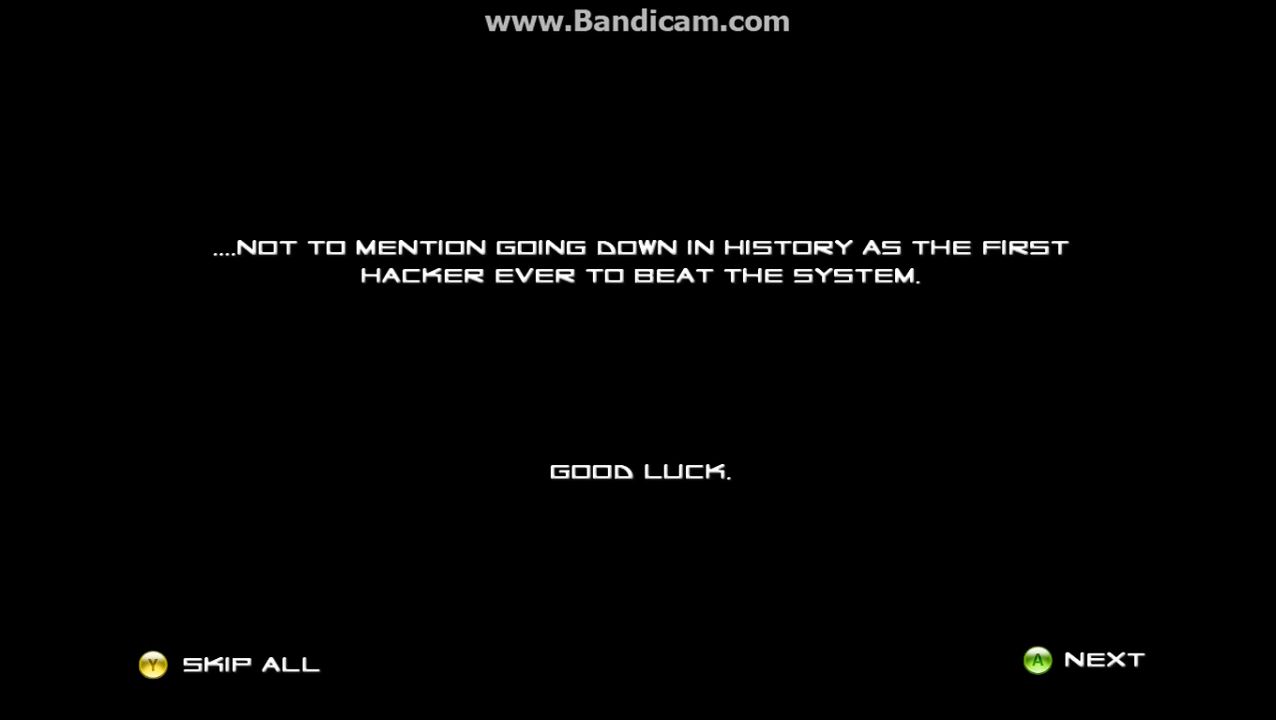 www.Bandicam.com
....NOT TO MENTION GOING DOWN IN HISTORY AS THE FIRST
HACKER EVER TO BEAT THE SYSTEM.
GOOD LUCK.
Y SKIP ALL
A NEXT